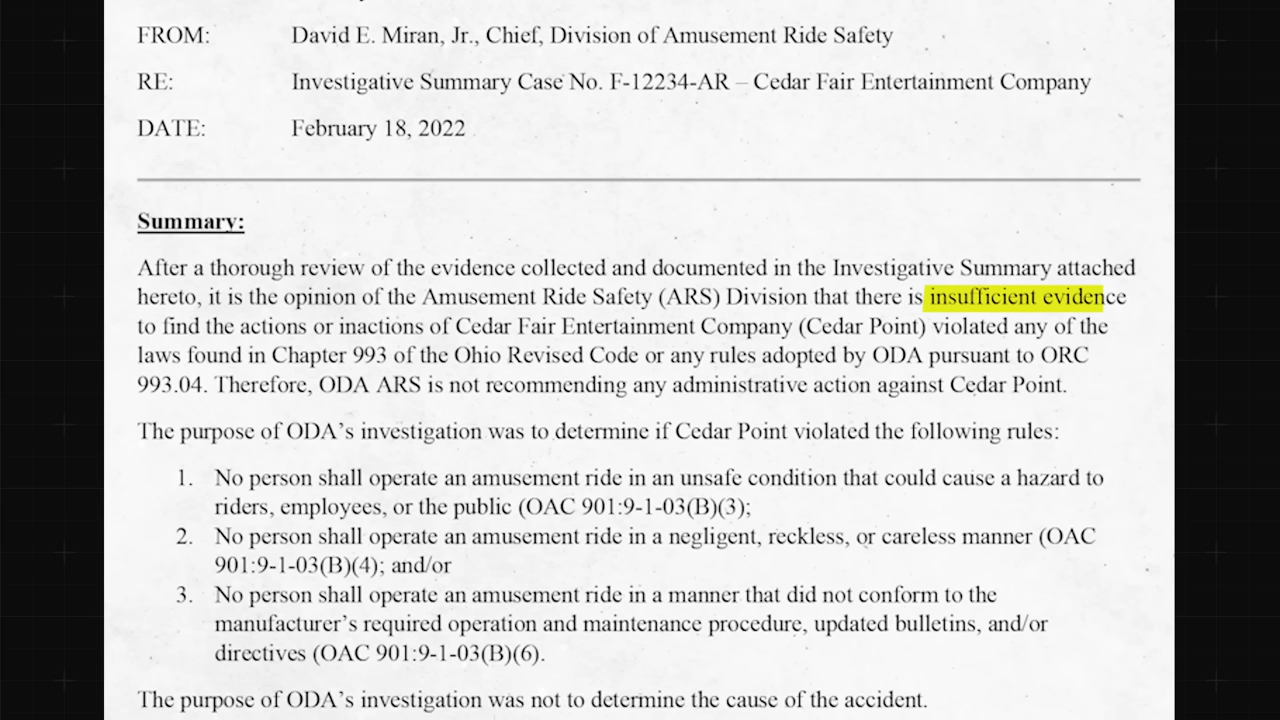 FROM: David E. Miran, Jr., Chief, Division of Amusement Ride Safety
RE: Investigative Summary Case No. F-12234-AR – Cedar Fair Entertainment Company
DATE: February 18, 2022
Summary:
After a thorough review of the evidence collected and documented in the Investigative Summary attached
hereto, it is the opinion of the Amusement Ride Safety (ARS) Division that there is insufficient evidence
to find the actions or inactions of Cedar Fair Entertainment Company (Cedar Point) violated any of the
laws found in Chapter 993 of the Ohio Revised Code or any rules adopted by ODA pursuant to ORC
993.04. Therefore, ODA ARS is not recommending any administrative action against Cedar Point.
The purpose of ODA’s investigation was to determine if Cedar Point violated the following rules:
1. No person shall operate an amusement ride in an unsafe condition that could cause a hazard to
riders, employees, or the public (OAC 901:9-1-03(B)(3);
2. No person shall operate an amusement ride in a negligent, reckless, or careless manner (OAC
901:9-1-03(B)(4); and/or
3. No person shall operate an amusement ride in a manner that did not conform to the
manufacturer’s required operation and maintenance procedure, updated bulletins, and/or
directives (OAC 901:9-1-03(B)(6).
The purpose of ODA’s investigation was not to determine the cause of the accident.